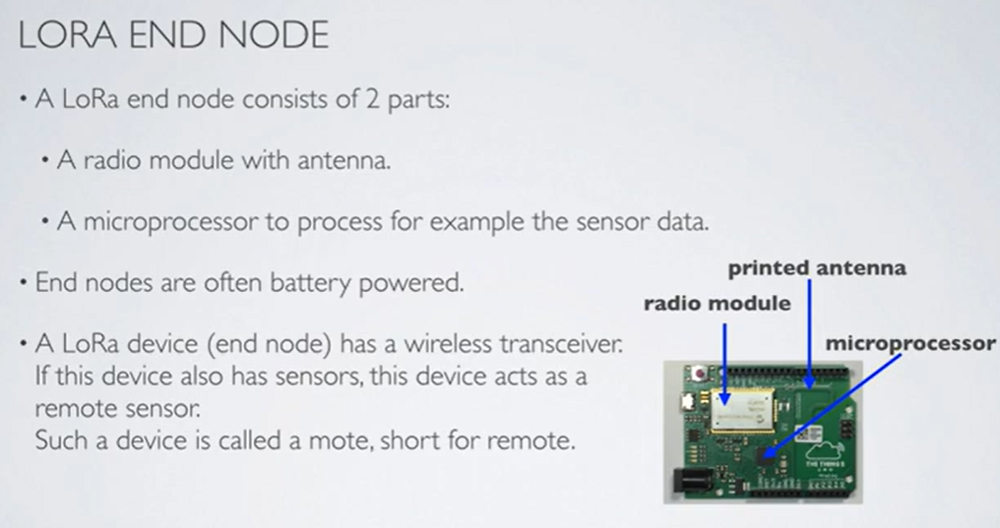 LORA END NODE
• A LoRa end node consists of 2 parts:
• A radio module with antenna.
• A microprocessor to process for example the sensor data.
• End nodes are often battery powered.
• A LoRa device (end node) has a wireless transceiver.
If this device also has sensors, this device acts as a
remote sensor.
Such a device is called a mote, short for remote.
printed antenna
radio module
microprocessor
THE THINGS
UNO